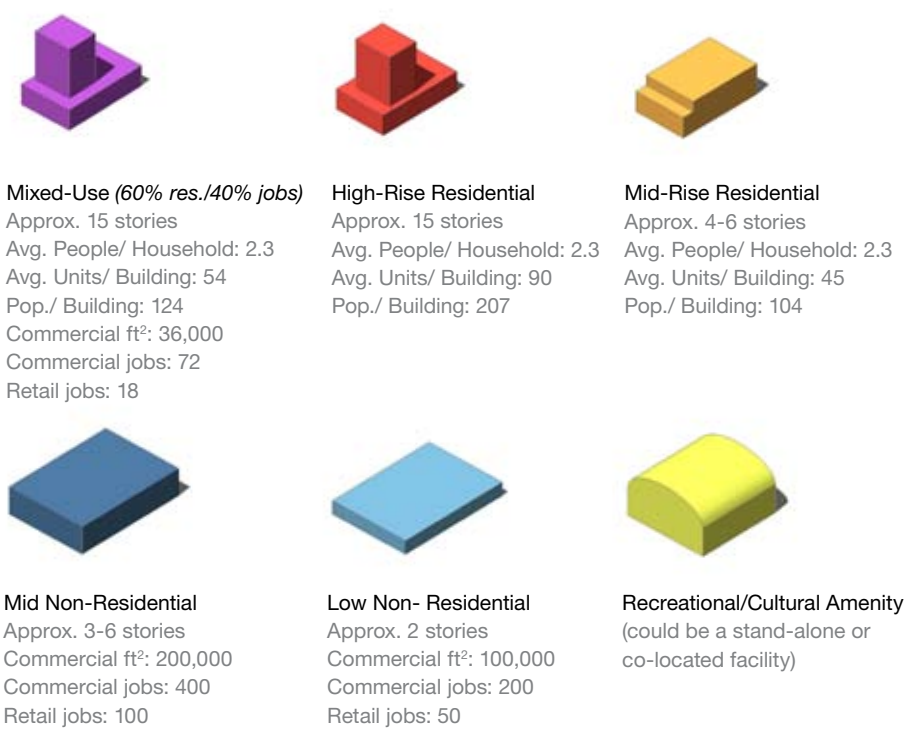 Mixed-Use (60% res./40% jobs)
Approx. 15 stories
Avg. People/ Household: 2.3
Avg. Units/ Building: 54
Pop./ Building: 124
Commercial ft²: 36,000
Commercial jobs: 72
Retail jobs: 18
High-Rise Residential
Approx. 15 stories
Avg. People/ Household: 2.3
Avg. Units/ Building: 90
Pop./ Building: 207
Mid-Rise Residential
Approx. 4-6 stories
Avg. People/ Household: 2.3
Avg. Units/ Building: 45
Pop./ Building: 104
Mid Non-Residential
Approx. 3-6 stories
Commercial ft²: 200,000
Commercial jobs: 400
Retail jobs: 100
Low Non- Residential
Approx. 2 stories
Commercial ft²: 100,000
Commercial jobs: 200
Retail jobs: 50
Recreational/Cultural Amenity
(could be a stand-alone or
co-located facility)